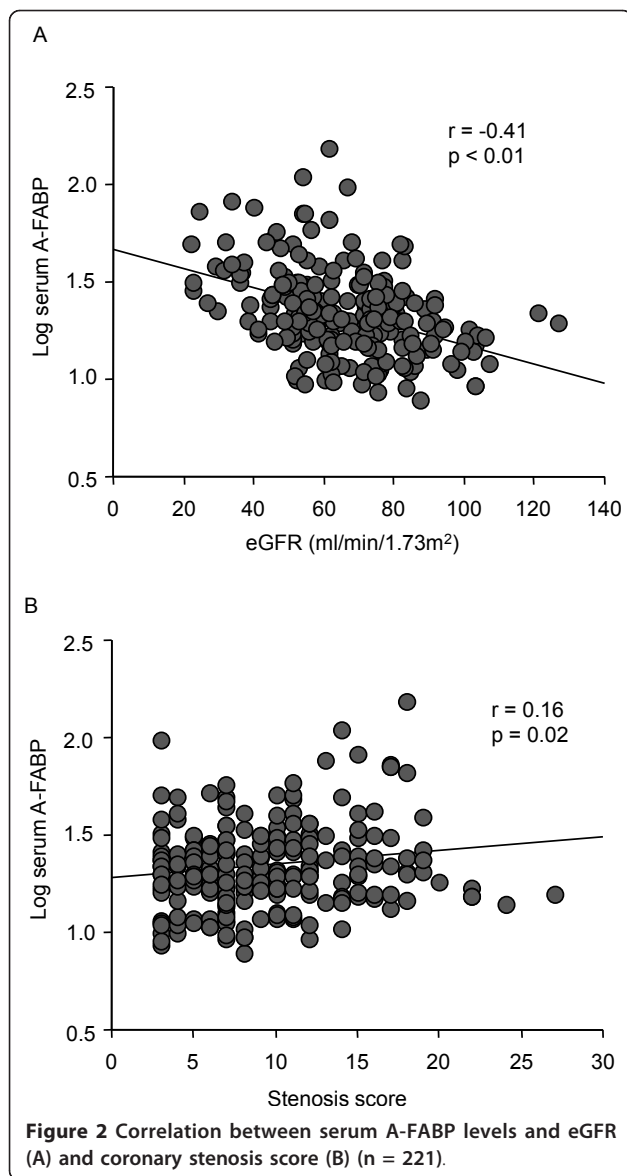 A
2.5
2.0
1.5
1.0
0.5
Log serum A-FABP
r = -0.41
p < 0.01
0 20 40 60 80 100 120 140
eGFR (ml/min/1.73m²)
B
2.5
2.0
1.5
1.0
0.5
Log serum A-FABP
r = 0.16
p = 0.02
0 5 10 15 20 25 30
Stenosis score
Figure 2 Correlation between serum A-FABP levels and eGFR
(A) and coronary stenosis score (B) (n = 221).